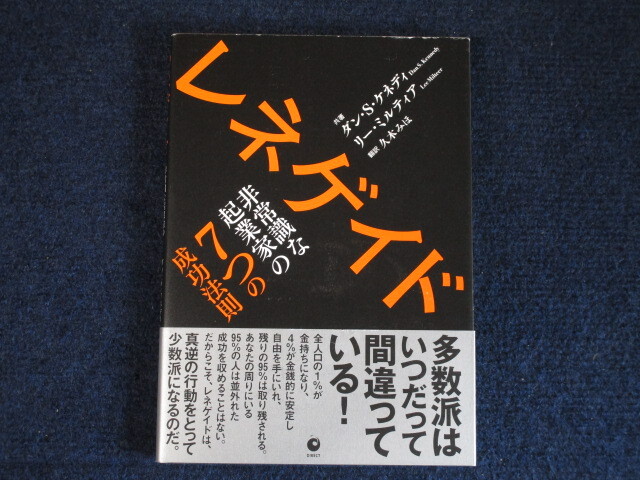 レネゲイド
共著
ダン・S・ケネディ Dan S. Kennedy
リー・ミルティア Lee Milteer
翻訳 久本みほ
非常識な
起業家の
7つの
成功法則
多数派は
いつだって
間違って
いる！
全人口の1％が
金持ちになり、
4％が金銭的に安定し
自由を手にいれ、
残りの95％は取り残される。
あなたの周りにいる
95％の人は並外れた
成功を収めることはない。
だからこそ、レネゲイドは、
真逆の行動をとって
少数派になるのだ。
DIRECT